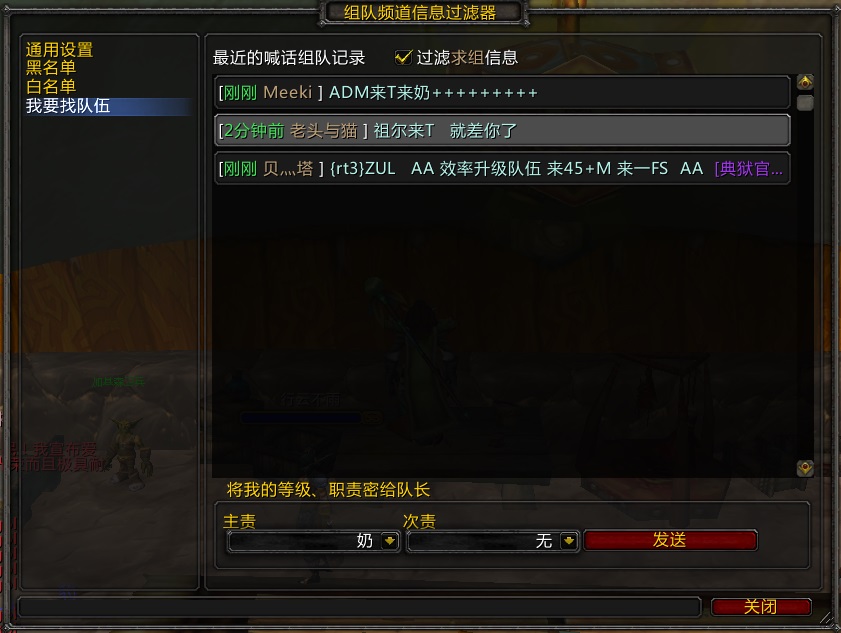 组队频道信息过滤器
通用设置
黑名单
白名单
我要找队伍
最近的喊话组队记录 过滤求组信息
[刚刚 Meeki ] ADM来T来奶+++++++++
[2分钟前 老头与猫 ] 祖尔来T 就差你了
[刚刚 贝灬塔 ] {rt3}ZUL AA 效率升级队伍 来45+M 来一FS AA [典狱官...
将我的等级、职责密给队长
主责 次责
奶 无 发送
关闭